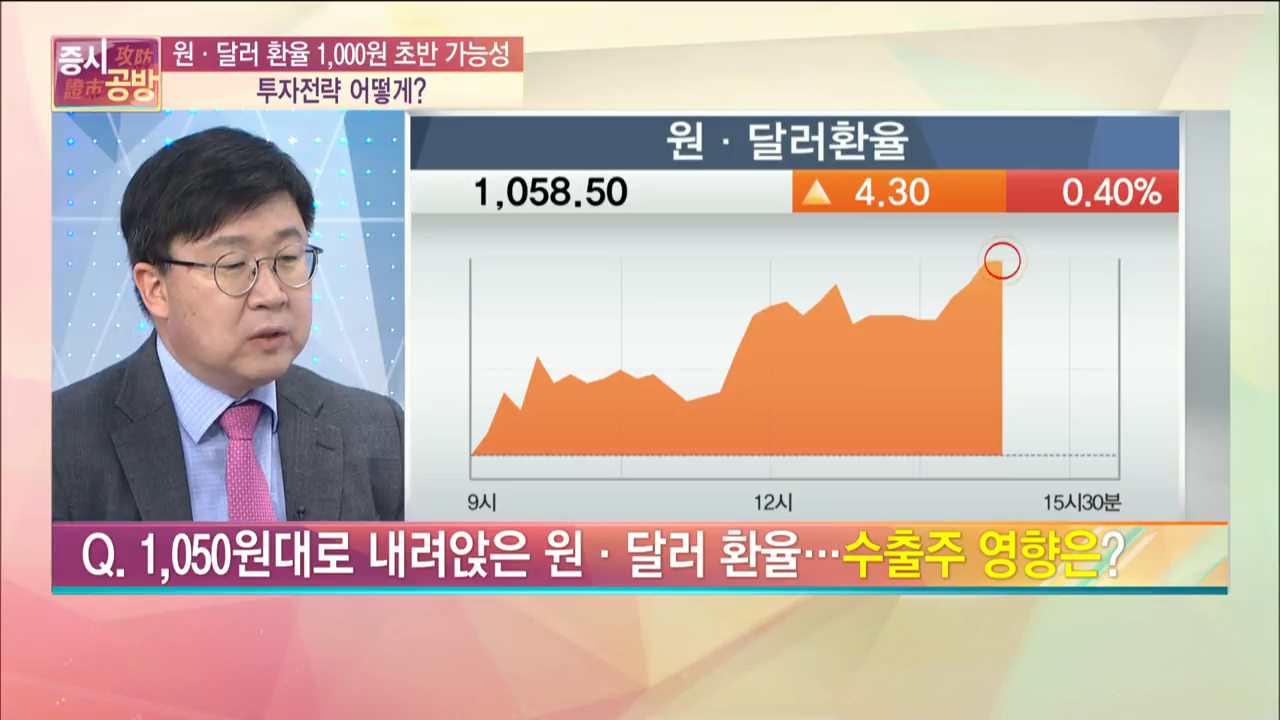 증시 攻防
證市 공방
원·달러 환율 1,000원 초반 가능성
투자전략 어떻게?
원·달러환율
1,058.50 ▲ 4.30 0.40%
9시 12시 15시30분
Q. 1,050원대로 내려앉은 원·달러 환율…수출주 영향은?